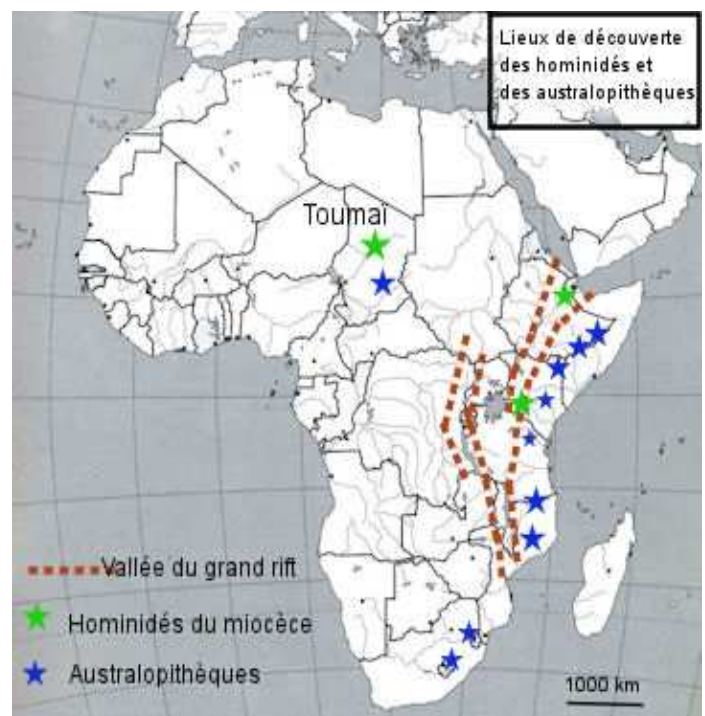 Lieux de découverte
des hominidés et
des australopithèques
Toumaï
Vallée du grand rift
Hominidés du miocèce
Australopithèques
1000 km